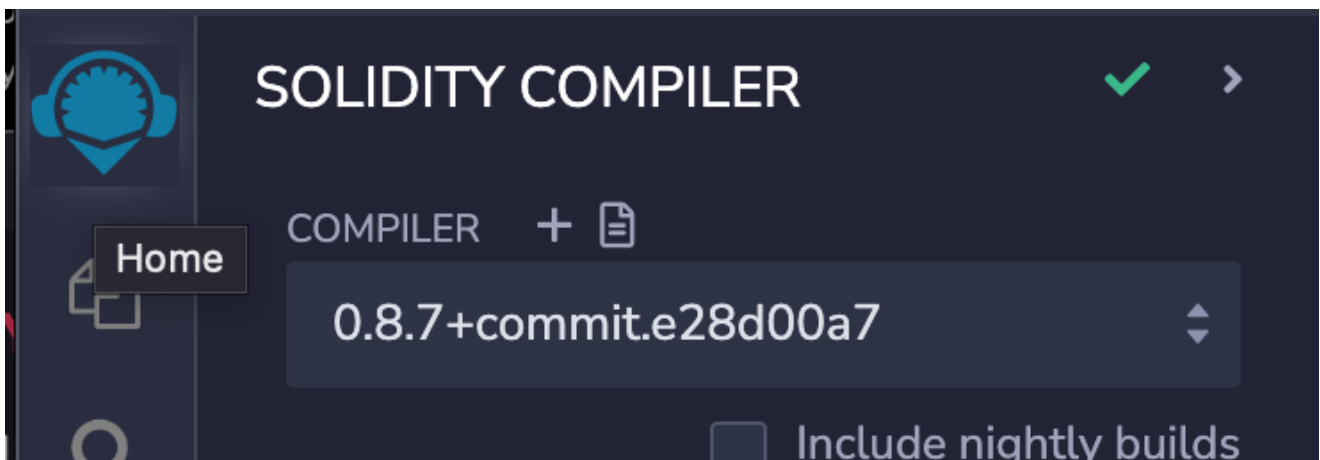 SOLIDITY COMPILER
COMPILER
Home
0.8.7+commit.e28d00a7
Include nightly builds